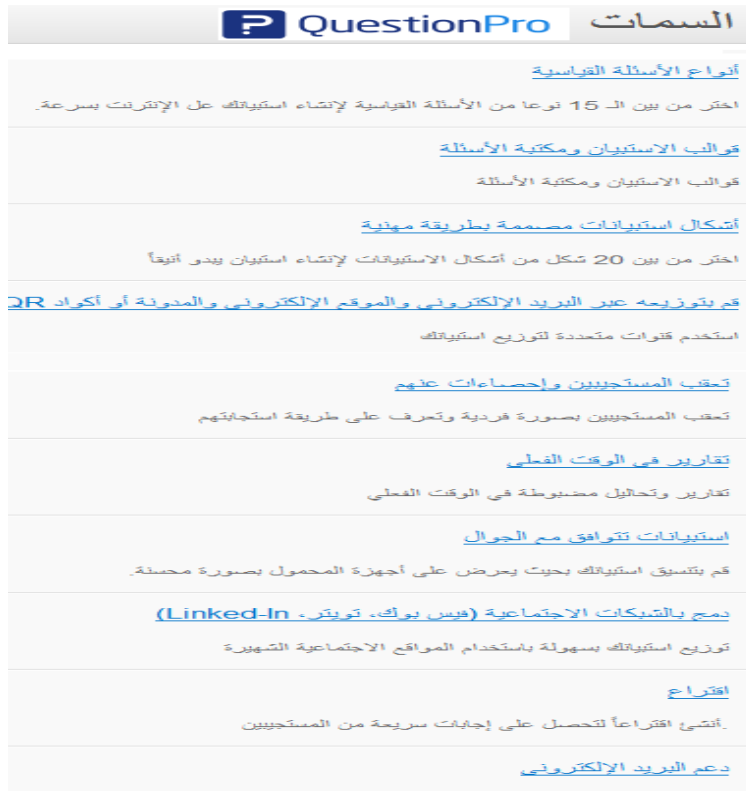 السمات QuestionPro
أنواع الأسئلة القياسية
اختر من بين الـ 15 نوعا من الأسئلة القياسية لإنشاء استبيانك عل الإنترنت بسرعة.
قوالب الاستبيان ومكتبة الأسئلة
قوالب الاستبيان ومكتبة الأسئلة
أشكال استبيانات مصممة بطريقة مهنية
اختر من بين 20 شكل من أشكال الاستبيانات لإنشاء استبيان يبدو أنيقاً
قم بتوزيعه عبر البريد الإلكتروني والموقع الإلكتروني والمدونة أو أكواد QR
استخدم قنوات متعددة لتوزيع استبيانك
تعقب المستجيبين وإحصاءات عنهم
تعقب المستجيبين بصورة فردية وتعرف على طريقة استجابتهم
تقارير في الوقت الفعلي
تقارير وتحاليل مضبوطة في الوقت الفعلي
استبيانات تتوافق مع الجوال
قم بتنسيق استبيانك بحيث يعرض على أجهزة المحمول بصورة محسنة.
دمج بالشبكات الاجتماعية (فيس بوك، تويتر، Linked-In)
توزيع استبيانك بسهولة باستخدام المواقع الاجتماعية الشهيرة
اقتراع
.أنشئ اقتراعاً لتحصل على إجابات سريعة من المستجيبين
دعم البريد الإلكتروني